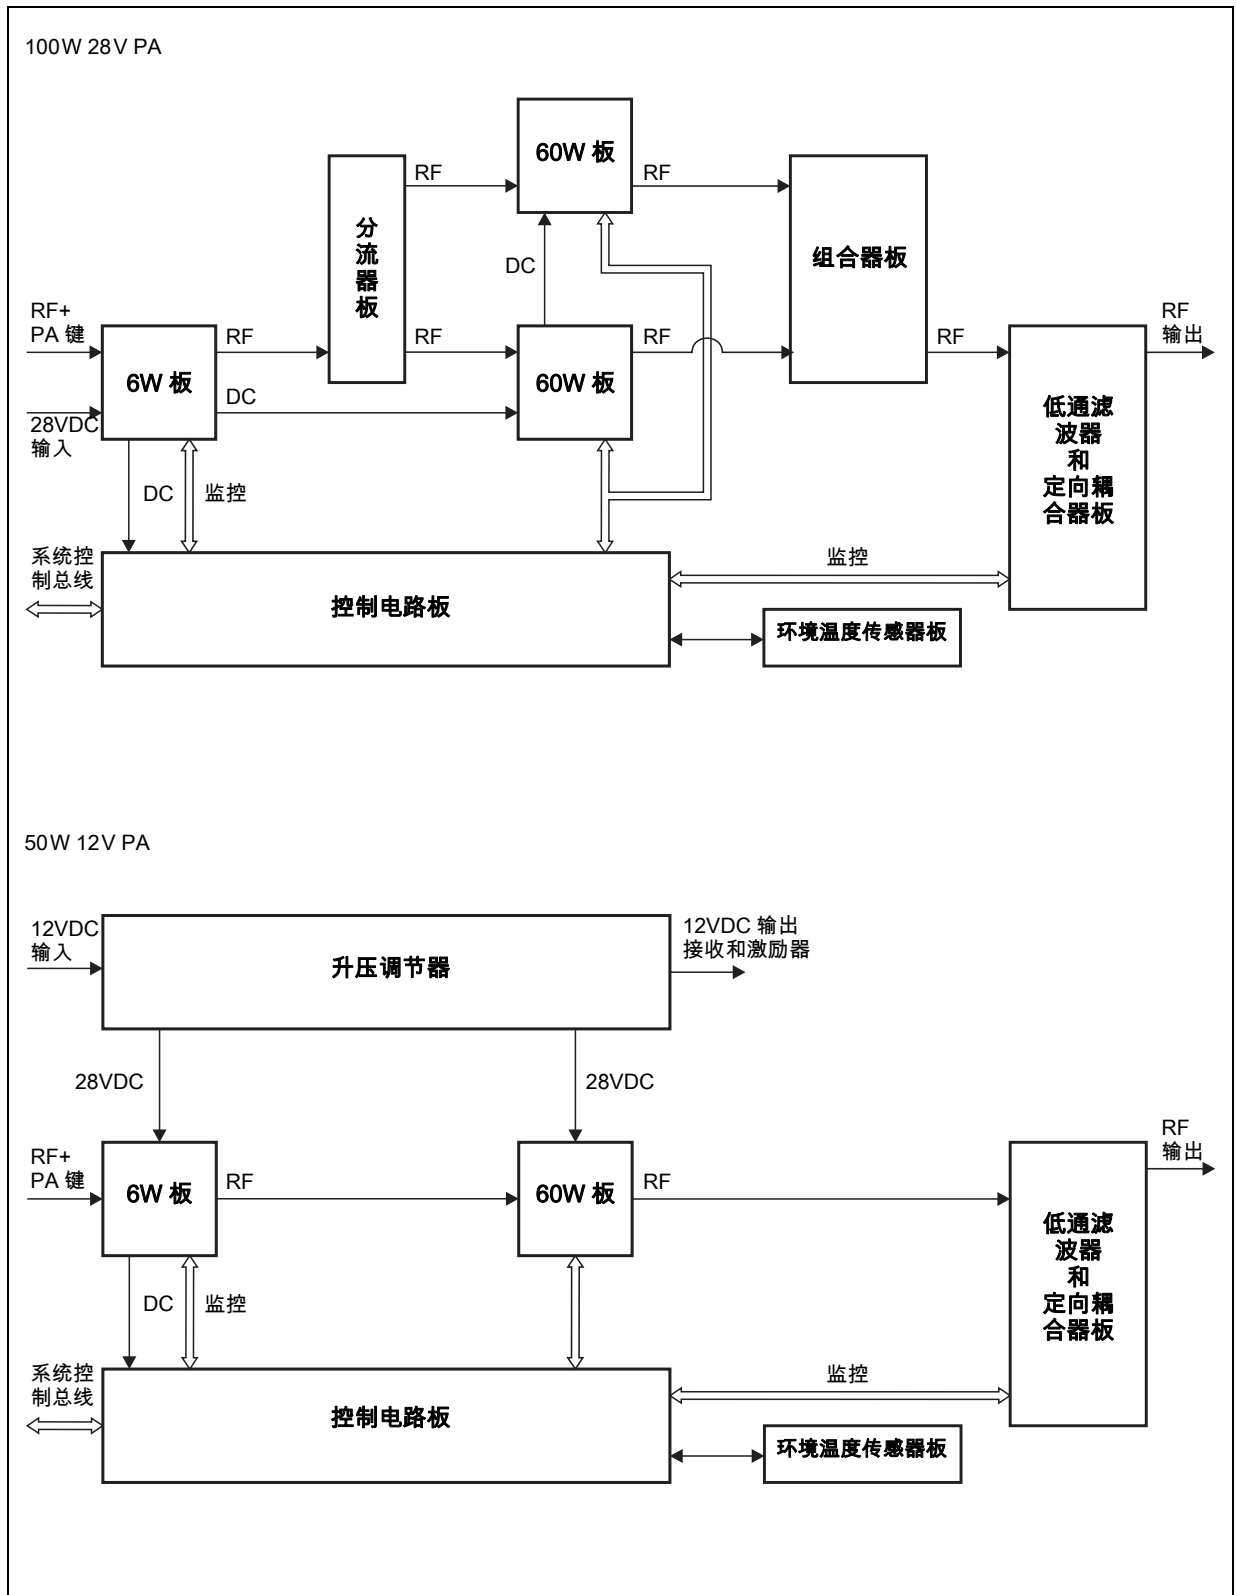 100W 28V PA
60W 板
RF
RF
分
流
器
板
组合器板
DC
RF+
PA 键
RF
RF
RF
RF
RF
输出
6W 板
60W 板
DC
28VDC
输入
低通滤
波器
和
定向耦
合器板
DC
监控
系统控
制总线
监控
控制电路板
环境温度传感器板
50W 12V PA
12VDC
输入
12VDC 输出
接收和激励器
升压调节器
28VDC
28VDC
RF
输出
RF+
PA 键
RF
RF
6W 板
60W 板
低通滤
波器
和
定向耦
合器板
DC
监控
系统控
制总线
监控
控制电路板
环境温度传感器板